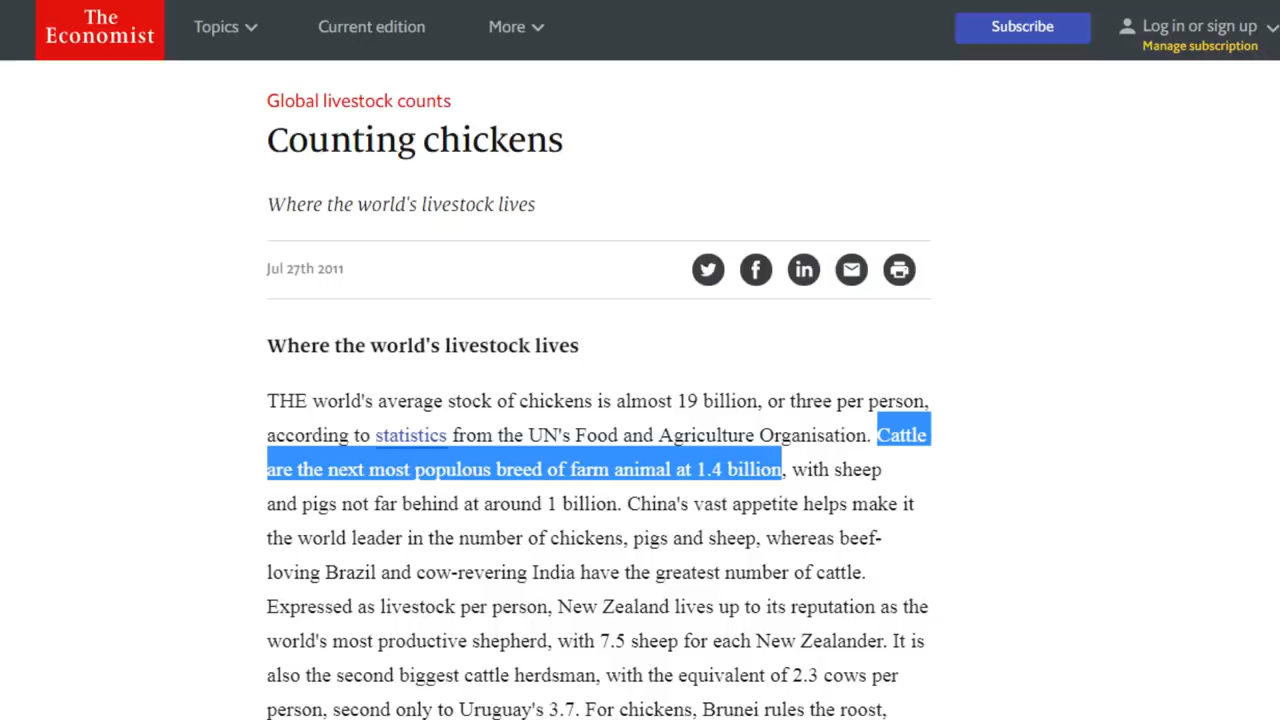 The
Economist
Topics
Current edition
More
Subscribe
Log in or sign up
Manage subscription
Global livestock counts
Counting chickens
Where the world's livestock lives
Jul 27th 2011
Where the world's livestock lives
THE world's average stock of chickens is almost 19 billion, or three per person,
according to statistics from the UN's Food and Agriculture Organisation. Cattle
are the next most populous breed of farm animal at 1.4 billion, with sheep
and pigs not far behind at around 1 billion. China's vast appetite helps make it
the world leader in the number of chickens, pigs and sheep, whereas beef-
loving Brazil and cow-revering India have the greatest number of cattle.
Expressed as livestock per person, New Zealand lives up to its reputation as the
world's most productive shepherd, with 7.5 sheep for each New Zealander. It is
also the second biggest cattle herdsman, with the equivalent of 2.3 cows per
person, second only to Uruguay's 3.7. For chickens, Brunei rules the roost,